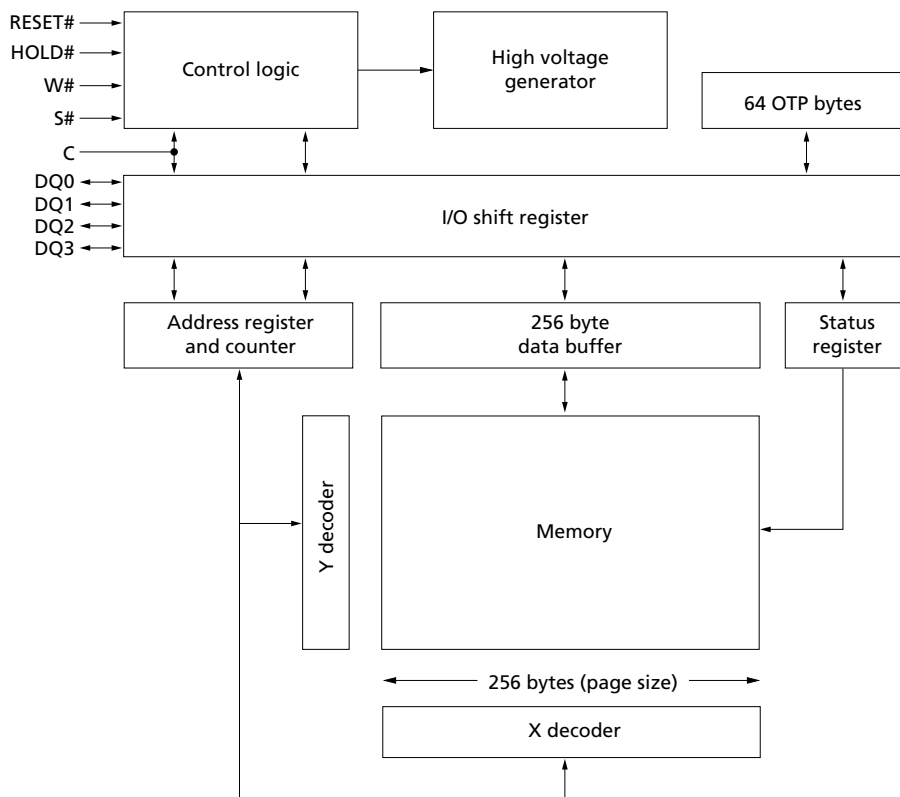 RESET#
HOLD#
W#
S#
C
DQ0
DQ1
DQ2
DQ3
Control logic
High voltage
generator
64 OTP bytes
I/O shift register
Address register
and counter
256 byte
data buffer
Status
register
Y decoder
Memory
256 bytes (page size)
X decoder